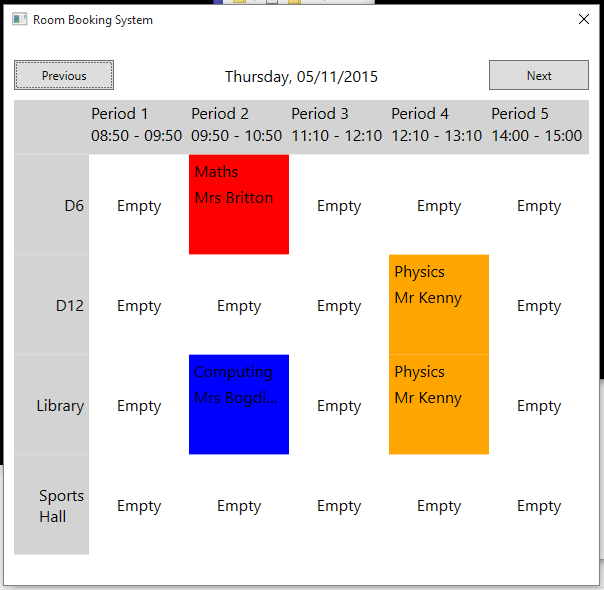 Room Booking System
Previous
Thursday, 05/11/2015
Next
Period 1 Period 2 Period 3 Period 4 Period 5
08:50 - 09:50 09:50 - 10:50 11:10 - 12:10 12:10 - 13:10 14:00 - 15:00
D6 Empty Maths Mrs Britton Empty Empty Empty
D12 Empty Empty Empty Physics Mr Kenny Empty
Library Empty Computing Mrs Bogdi... Empty Physics Mr Kenny Empty
Sports Hall Empty Empty Empty Empty Empty